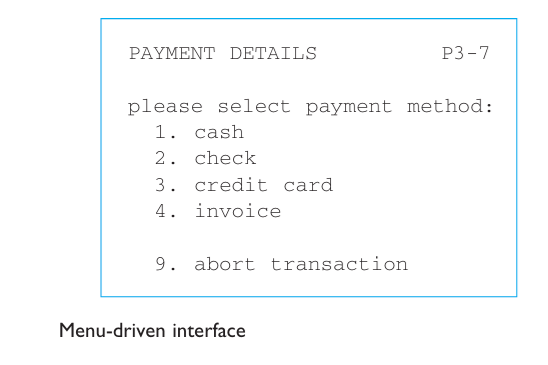 PAYMENT DETAILS P3-7
please select payment method:
1. cash
2. check
3. credit card
4. invoice
9. abort transaction
Menu-driven interface